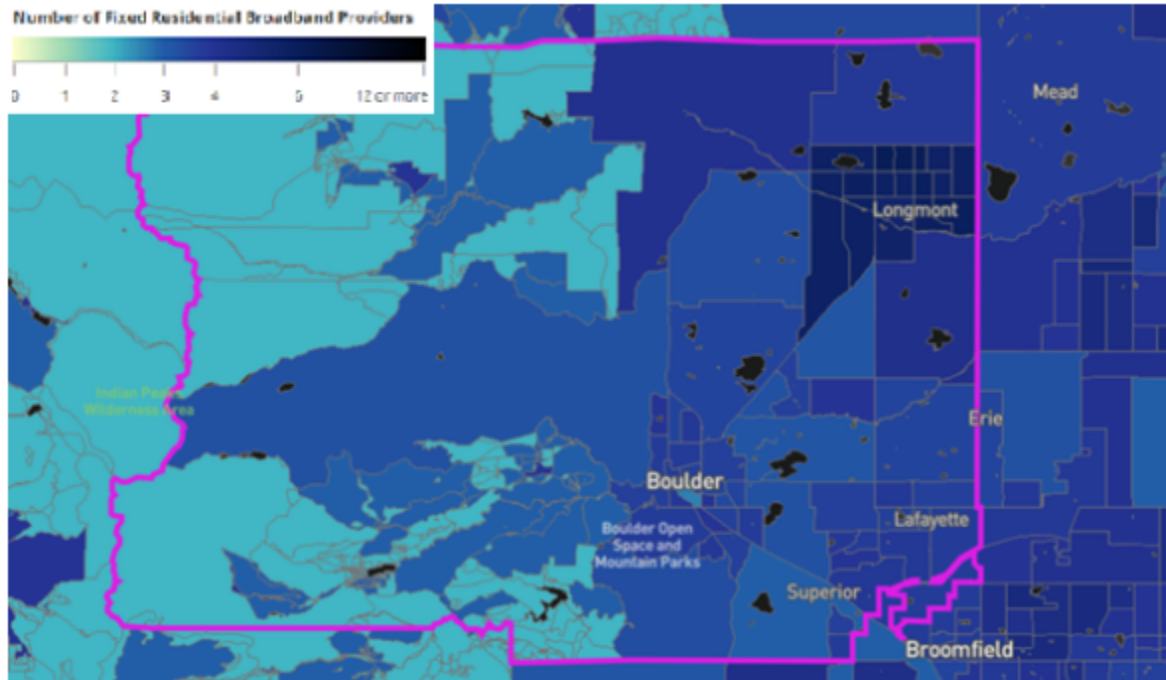 Number of Fixed Residential Broadband Providers
0 1 2 3 4 6 12 or more
Mead
Longmont
Indian Peaks
Wilderness Area
Erie
Boulder
Lafayette
Boulder Open
Space and
Mountain Parks
Superior
Broomfield